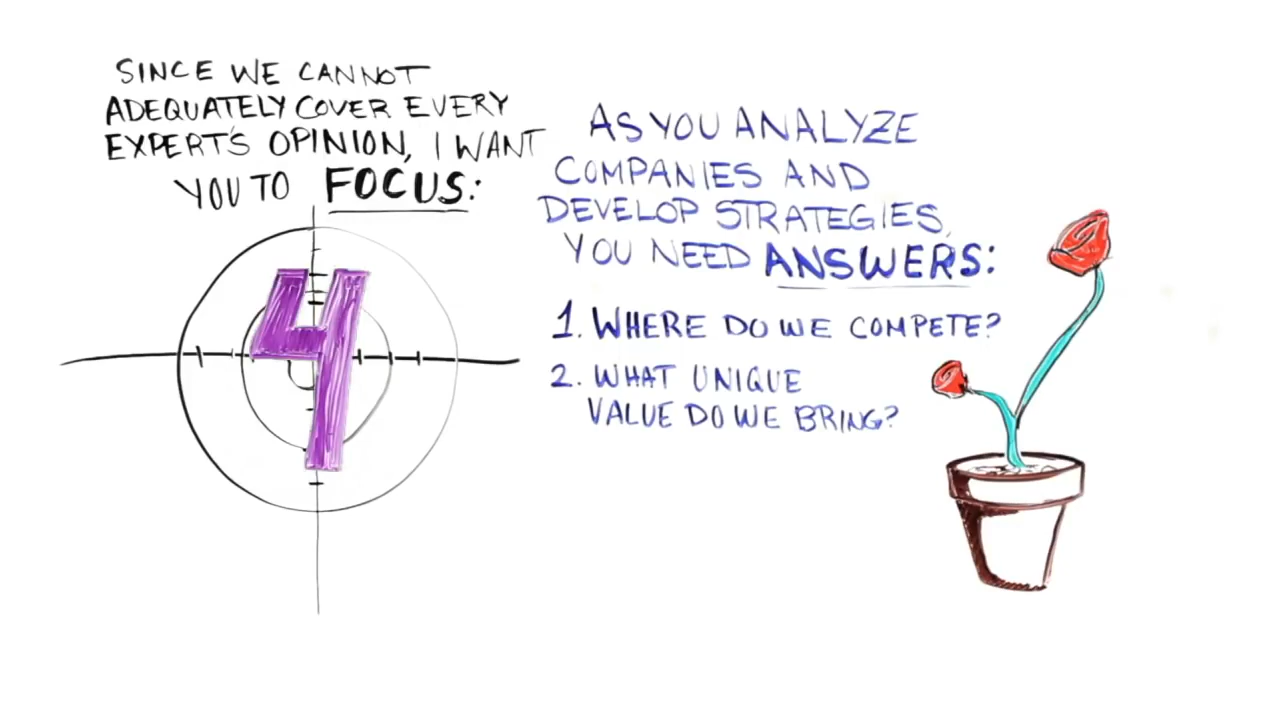 SINCE WE CANNOT
ADEQUATELY COVER EVERY
EXPERT'S OPINION, I WANT
YOU TO FOCUS:
4
AS YOU ANALYZE
COMPANIES AND
DEVELOP STRATEGIES,
YOU NEED ANSWERS:
1. WHERE DO WE COMPETE?
2. WHAT UNIQUE
VALUE DO WE BRING?